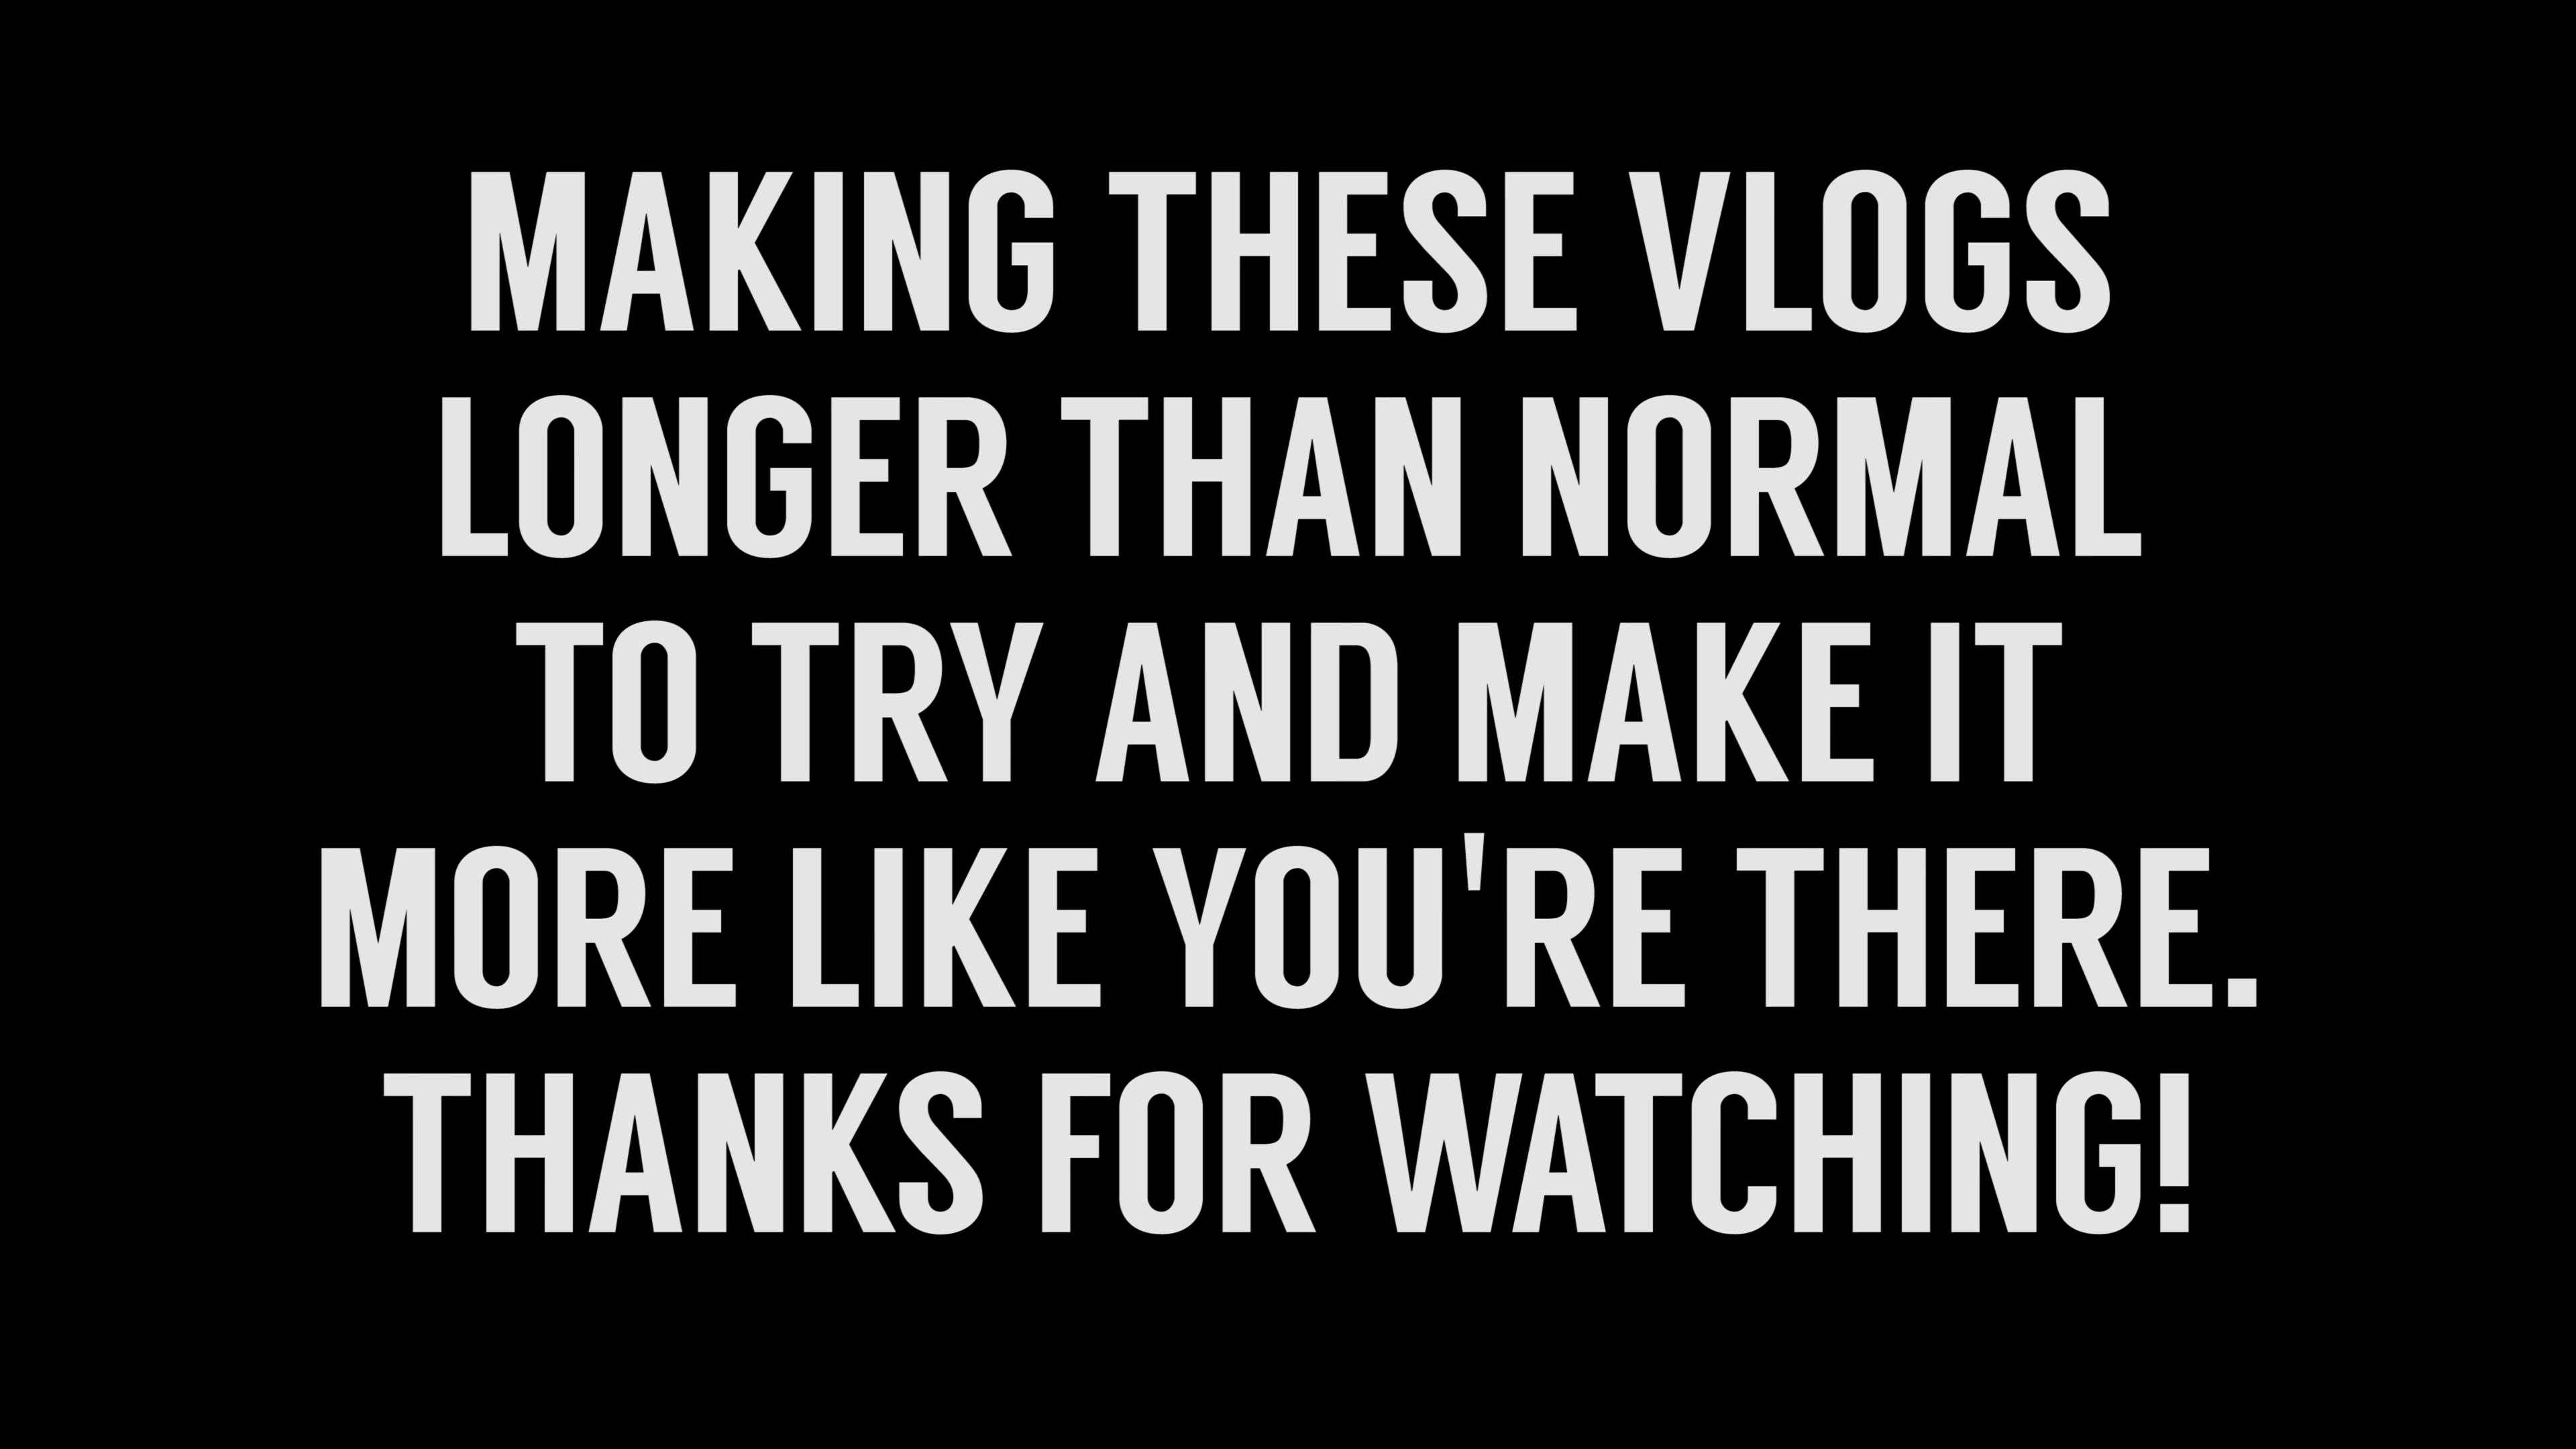 MAKING THESE VLOGS
LONGER THAN NORMAL
TO TRY AND MAKE IT
MORE LIKE YOU'RE THERE.
THANKS FOR WATCHING!